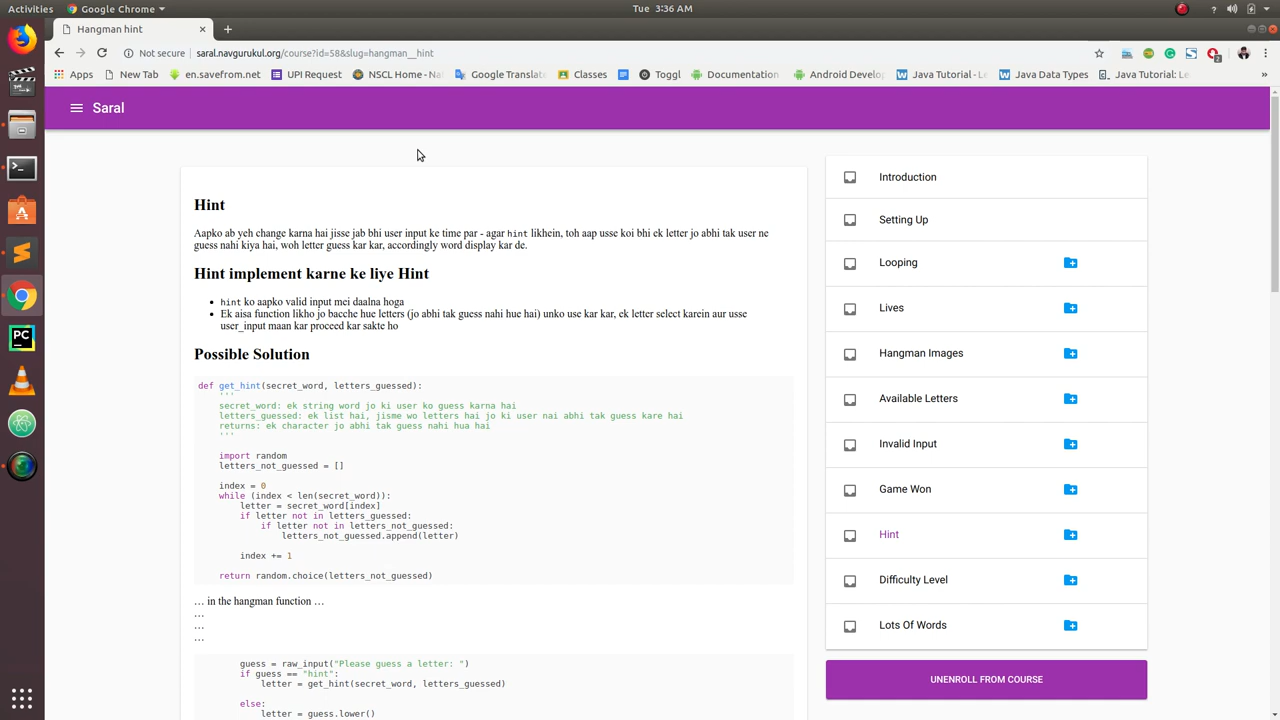 Activities
Google Chrome
Tue 3:36 AM
Hangman hint
Not secure
saral.navgurukul.org/course?id=58&slug=hangman__hint
Apps
New Tab
en.savefrom.net
UPI Request
NSCL Home - Na
Google Translat
Classes
Toggl
Documentation
Android Develop
Java Tutorial - L
Java Data Types
Java Tutorial: Le
Saral
Hint
Aapko ab yeh change karna hai jisse jab bhi user input ke time par - agar hint likhein, toh aap usse koi bhi ek letter jo abhi tak user ne
guess nahi kiya hai, woh letter guess kar kar, accordingly word display kar de.
Hint implement karne ke liye Hint
hint ko aapko valid input mei daalna hoga
Ek aisa function likho jo bacche hue letters (jo abhi tak guess nahi hue hai) unko use kar kar, ek letter select karein aur usse
user_input maan kar proceed kar sakte ho
Possible Solution
def get_hint(secret_word, letters_guessed):
'''
secret_word: ek string word jo ki user ko guess karna hai
letters_guessed: ek list hai, jisme wo letters hai jo ki user nai abhi tak guess kare hai
returns: ek character jo abhi tak guess nahi hua hai
'''
import random
letters_not_guessed = []
index = 0
while (index < len(secret_word)):
letter = secret_word[index]
if letter not in letters_guessed:
if letter not in letters_not_guessed:
letters_not_guessed.append(letter)
index += 1
return random.choice(letters_not_guessed)
… in the hangman function …
…
…
…
guess = raw_input("Please guess a letter: ")
if guess == "hint":
letter = get_hint(secret_word, letters_guessed)
else:
letter = guess.lower()
Introduction
Setting Up
Looping
Lives
Hangman Images
Available Letters
Invalid Input
Game Won
Hint
Difficulty Level
Lots Of Words
UNENROLL FROM COURSE